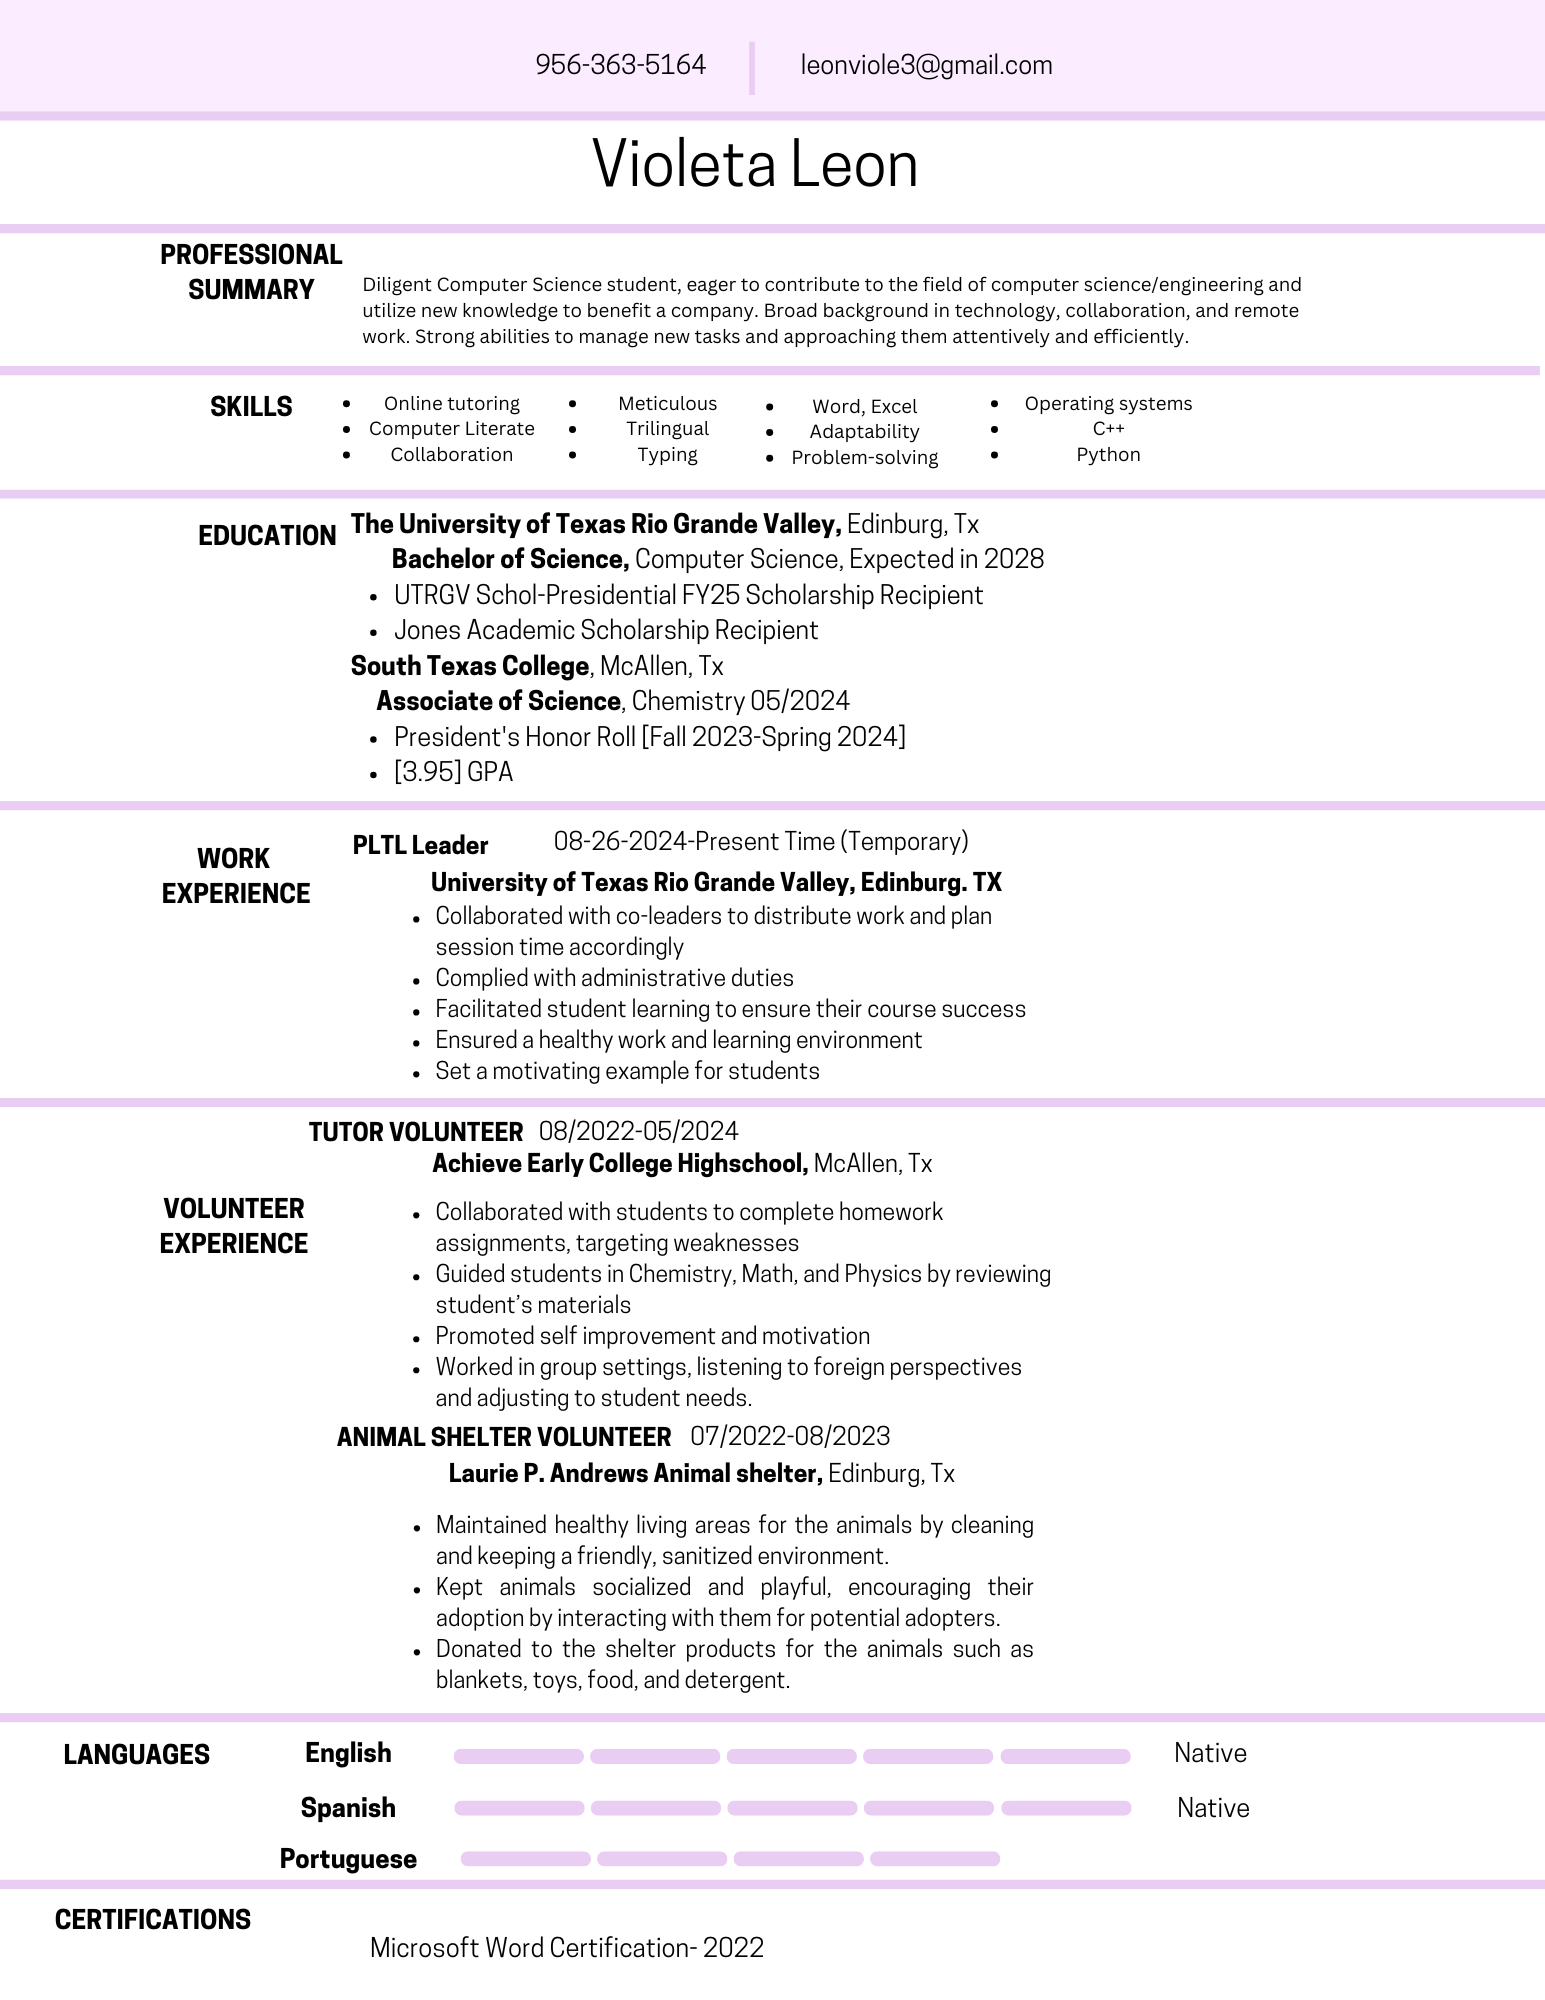 956-363-5164 leonviole3@gmail.com
Violeta Leon
PROFESSIONAL
SUMMARY
Diligent Computer Science student, eager to contribute to the field of computer science/engineering and
utilize new knowledge to benefit a company. Broad background in technology, collaboration, and remote
work. Strong abilities to manage new tasks and approaching them attentively and efficiently.
SKILLS
• Online tutoring
• Computer Literate
• Collaboration
• Meticulous
• Trilingual
• Typing
• Word, Excel
• Adaptability
• Problem-solving
• Operating systems
• C++
• Python
EDUCATION
The University of Texas Rio Grande Valley, Edinburg, Tx
Bachelor of Science, Computer Science, Expected in 2028
• UTRGV Schol-Presidential FY25 Scholarship Recipient
• Jones Academic Scholarship Recipient
South Texas College, McAllen, Tx
Associate of Science, Chemistry 05/2024
• President's Honor Roll [Fall 2023-Spring 2024]
• [3.95] GPA
WORK
EXPERIENCE
PLTL Leader 08-26-2024-Present Time (Temporary)
University of Texas Rio Grande Valley, Edinburg. TX
• Collaborated with co-leaders to distribute work and plan
session time accordingly
• Complied with administrative duties
• Facilitated student learning to ensure their course success
• Ensured a healthy work and learning environment
• Set a motivating example for students
VOLUNTEER
EXPERIENCE
TUTOR VOLUNTEER 08/2022-05/2024
Achieve Early College Highschool, McAllen, Tx
• Collaborated with students to complete homework
assignments, targeting weaknesses
• Guided students in Chemistry, Math, and Physics by reviewing
student’s materials
• Promoted self improvement and motivation
• Worked in group settings, listening to foreign perspectives
and adjusting to student needs.
ANIMAL SHELTER VOLUNTEER 07/2022-08/2023
Laurie P. Andrews Animal shelter, Edinburg, Tx
• Maintained healthy living areas for the animals by cleaning
and keeping a friendly, sanitized environment.
• Kept animals socialized and playful, encouraging their
adoption by interacting with them for potential adopters.
• Donated to the shelter products for the animals such as
blankets, toys, food, and detergent.
LANGUAGES
English Native
Spanish Native
Portuguese
CERTIFICATIONS
Microsoft Word Certification- 2022